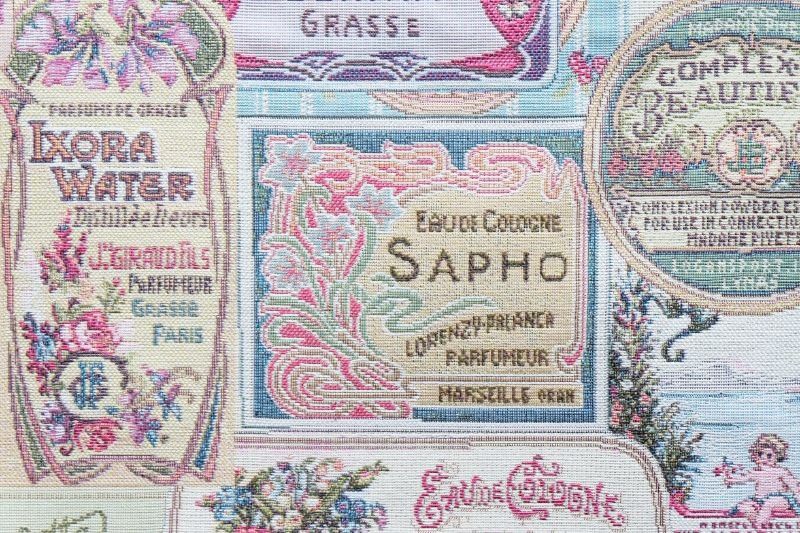 GRASSE
PARFUMS DE GRASSE
IXORA
WATER
Distillée Fleurs
Jh GIRAUD FILS
PARFUMEUR
GRASSE
PARIS
EAU DE COLOGNE
SAPHO
LORENZY-PALANCA
PARFUMEUR
MARSEILLE ORAN
COMPLEX-
BEAUTIF
COMPLEXION POWDER
FOR USE IN CONNECTION
MADAME
EAU DE COLOGNE